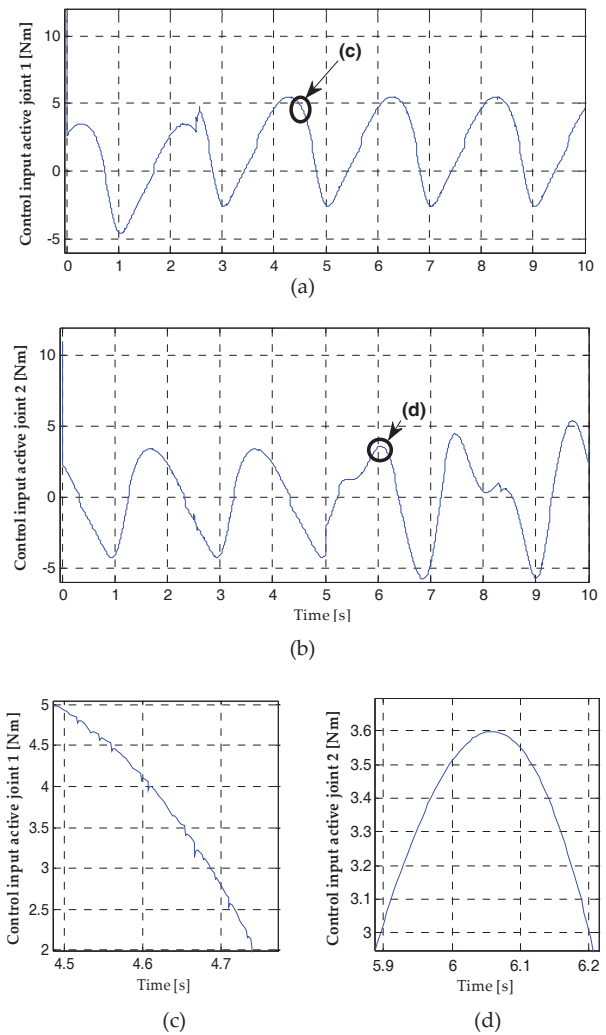 Control input active joint 1 [Nm]
10
5
0
-5
(c)
0 1 2 3 4 5 6 7 8 9 10
(a)
Control input active joint 2 [Nm]
10
5
0
-5
(d)
0 1 2 3 4 5 6 7 8 9 10
Time [s]
(b)
Control input active joint 1 [Nm]
5
4.5
4
3.5
3
2.5
2
4.5 4.6 4.7
Time [s]
(c)
Control input active joint 2 [Nm]
3.6
3.5
3.4
3.3
3.2
3.1
3
5.9 6 6.1 6.2
Time [s]
(d)